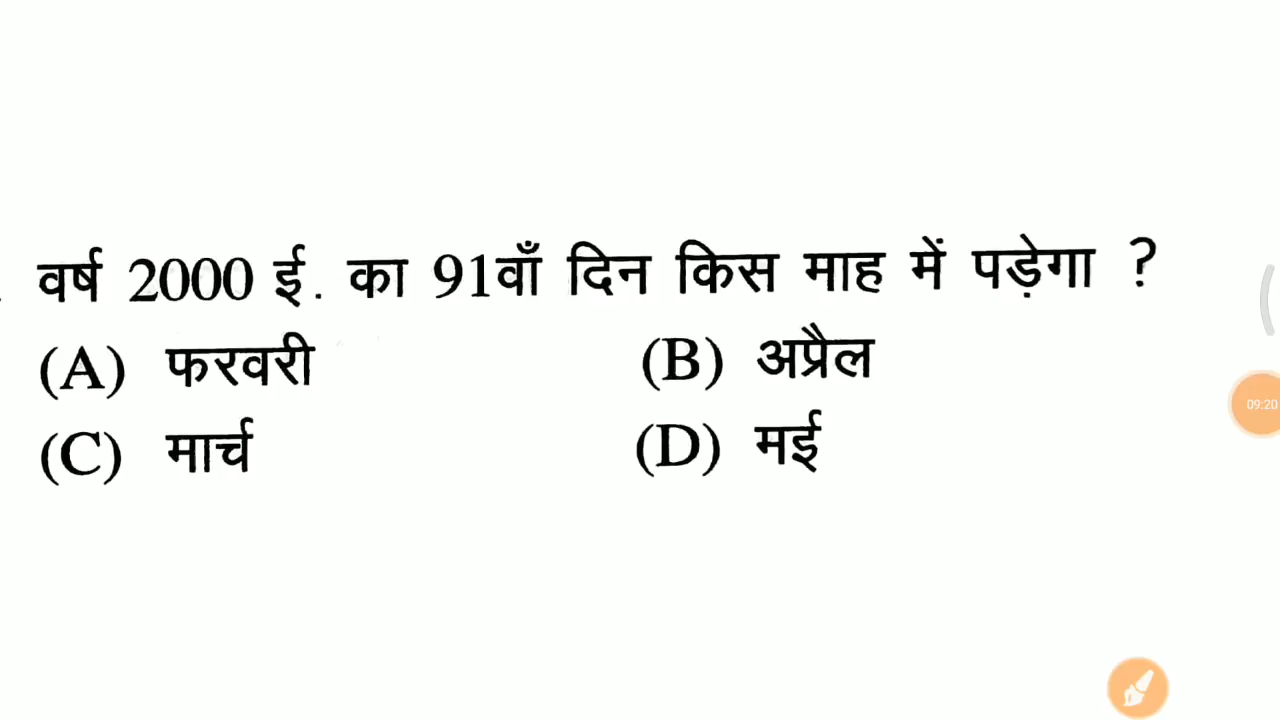 वर्ष 2000 ई. का 91वाँ दिन किस माह में पड़ेगा ?
(A) फरवरी (B) अप्रैल
(C) मार्च (D) मई
09:20